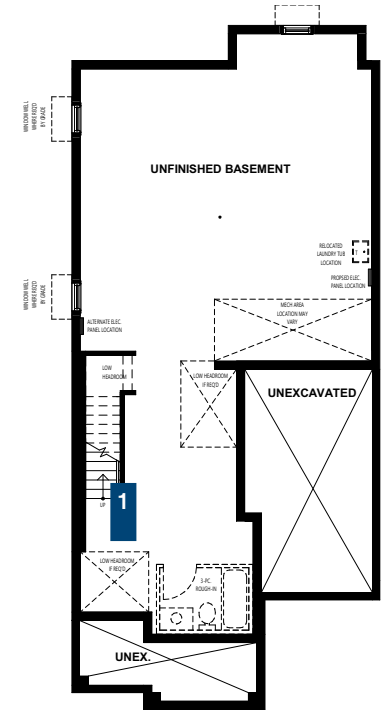 WINDOW WELL
WHERE REQ'D
BY GRADE
UNFINISHED BASEMENT
RELOCATED
LAUNDRY TUB
LOCATION
T
PROPSED ELEC.
PANEL LOCATION
WINDOW WELL
WHERE REQ'D
BY GRADE
MECH AREA
LOCATION MAY
VARY
ALTERNATE ELEC.
PANEL LOCATION
LOW
HEADROOM
LOW HEADROOM
IF REQ'D
UNEXCAVATED
1
UP
LOW HEADROOM
IF REQ'D
3-PC.
ROUGH-IN
UNEX.